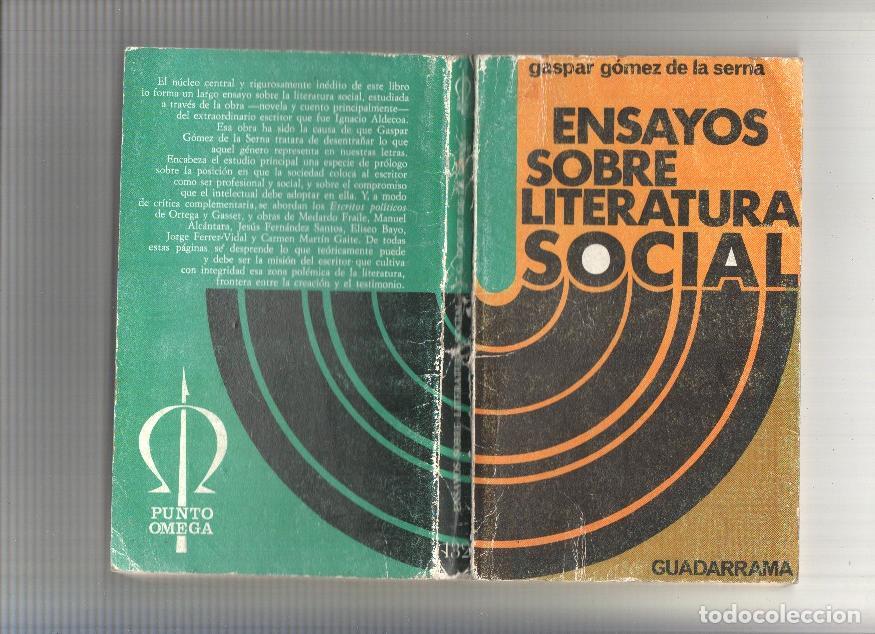 El núcleo central y rigurosamente inédito de este libro
lo forma un largo ensayo sobre la literatura social, estudiada
a través de la obra —novela y cuento principalmente—
del extraordinario escritor que fue Ignacio Aldecoa.
Esa obra ha sido la causa de que Gaspar
Gómez de la Serna tratara de desentrañar lo que
aquel género representa en nuestras letras.
Encabeza el estudio principal una especie de prólogo
sobre la posición en que la sociedad coloca al escritor
como ser profesional y social, y sobre el compromiso
que el intelectual debe adoptar en ella. Y, a modo
de crítica complementaria, se abordan los Escritos políticos
de Ortega y Gasset, y obras de Medardo Fraile, Manuel
Alcántara, Jesús Fernández Santos, Eliseo Bayo,
Jorge Ferrer-Vidal y Carmen Martín Gaite. De todas
estas páginas se desprende lo que teóricamente puede
y debe ser la misión del escritor que cultiva
con integridad esa zona polémica de la literatura,
frontera entre la creación y el testimonio.
PUNTO
OMEGA
ENSAYOS SOBRE LITERATURA
132
gaspar gómez de la serna
ENSAYOS
SOBRE
LITERATURA
SOCIAL
GUADARRAMA
todocoleccion